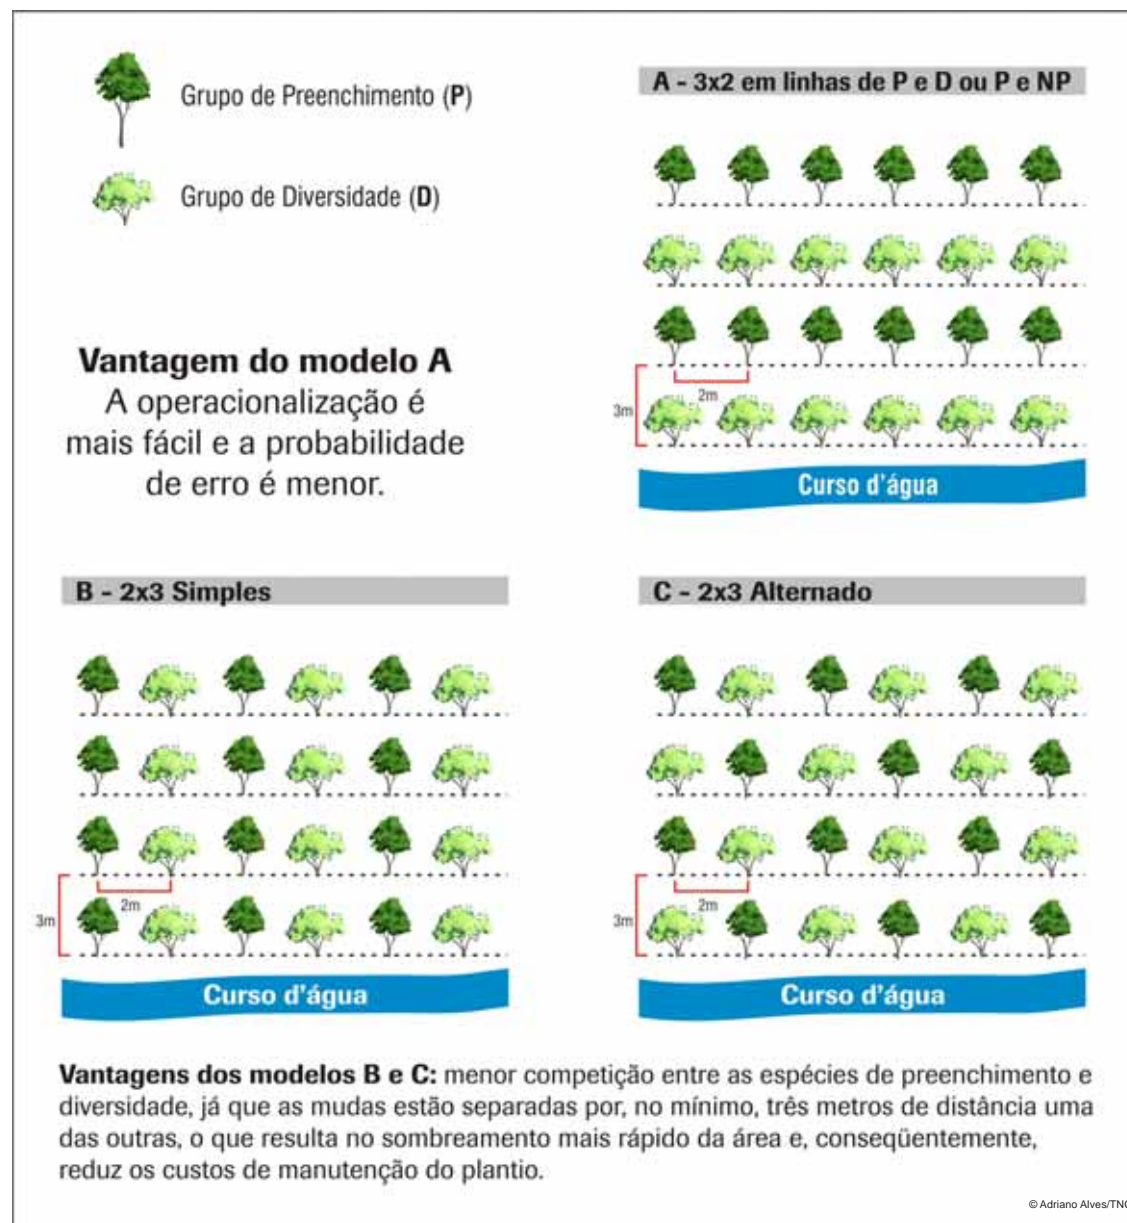 Grupo de Preenchimento (P)
Grupo de Diversidade (D)
Vantagem do modelo A
A operacionalização é
mais fácil e a probabilidade
de erro é menor.
A - 3x2 em linhas de P e D ou P e NP
3m
2m
Curso d'água
B - 2x3 Simples
3m
2m
Curso d'água
C - 2x3 Alternado
3m
2m
Curso d'água
Vantagens dos modelos B e C: menor competição entre as espécies de preenchimento e
diversidade, já que as mudas estão separadas por, no mínimo, três metros de distância uma
das outras, o que resulta no sombreamento mais rápido da área e, conseqüentemente,
reduz os custos de manutenção do plantio.
© Adriano Alves/TNC